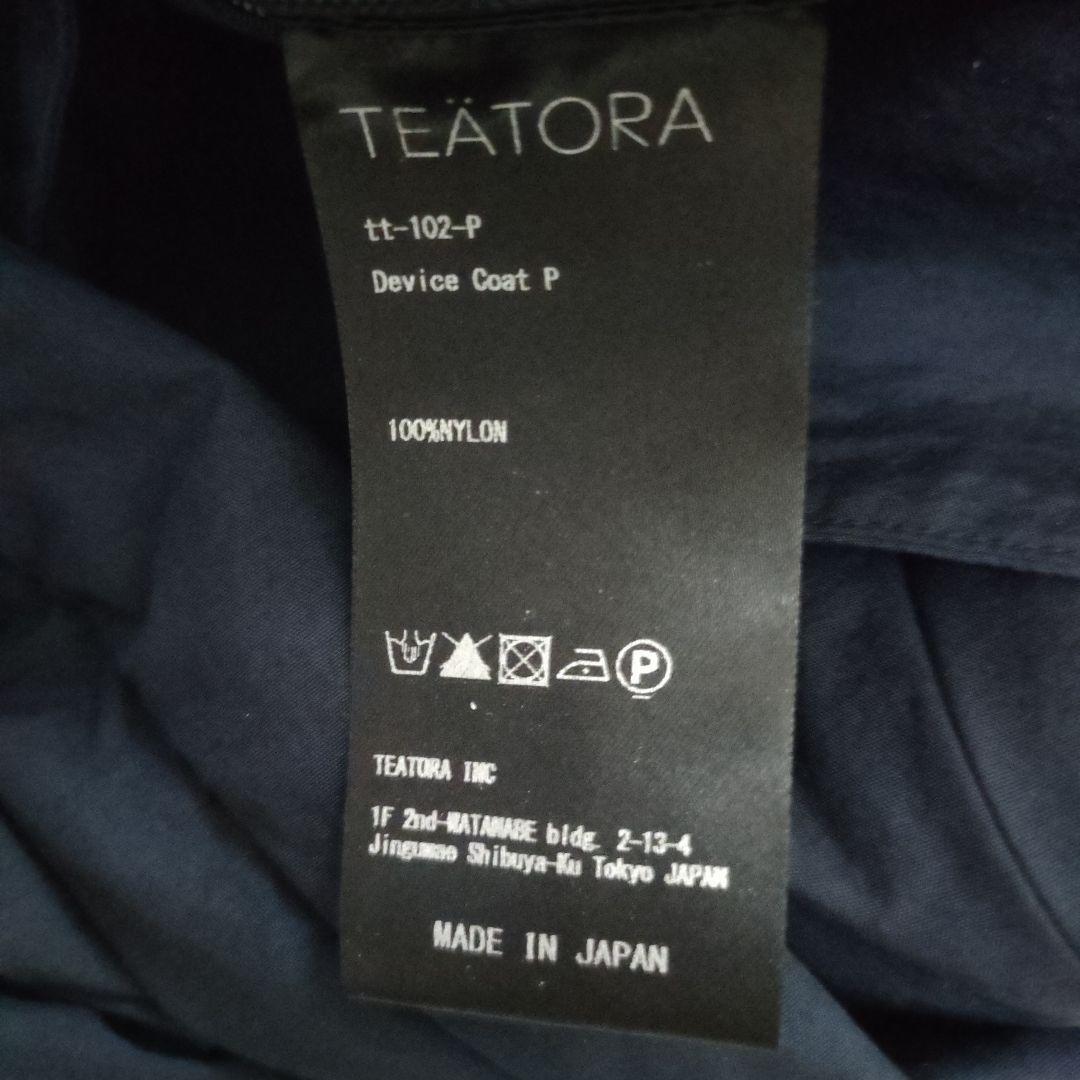 TEÄTORA
tt-102-P
Device Coat P
100%NYLON
P
TEATORA INC
1F 2nd-WATANABE bldg. 2-13-4
Jingumae Shibuya-Ku Tokyo JAPAN
MADE IN JAPAN